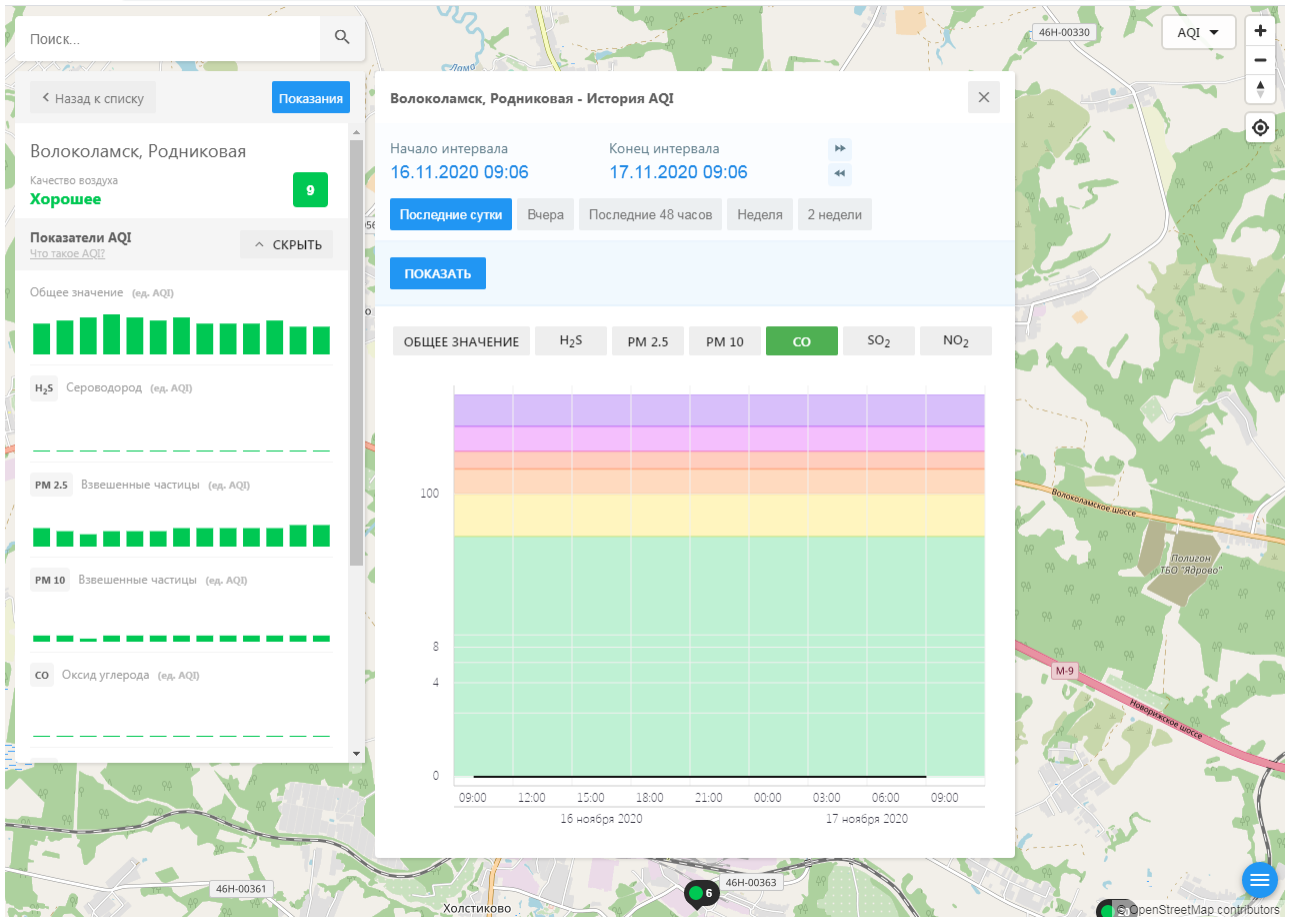 Поиск...
46Н-00330
AQI
+
−
Лама
Назад к списку
Показания
Волоколамск, Родниковая - История AQI
Волоколамск, Родниковая
Качество воздуха
Хорошее
9
Начало интервала
Конец интервала
16.11.2020 09:06
17.11.2020 09:06
Последние сутки
Вчера
Последние 48 часов
Неделя
2 недели
Показатели AQI
Что такое AQI?
СКРЫТЬ
ПОКАЗАТЬ
Общее значение (ед. AQI)
ОБЩЕЕ ЗНАЧЕНИЕ
H2S
PM 2.5
PM 10
CO
SO2
NO2
H2S Сероводород (ед. AQI)
PM 2.5 Взвешенные частицы (ед. AQI)
PM 10 Взвешенные частицы (ед. AQI)
CO Оксид углерода (ед. AQI)
100
8
4
0
09:00 12:00 15:00 18:00 21:00 00:00 03:00 06:00 09:00
16 ноября 2020
17 ноября 2020
Волоколамское шоссе
Полигон
ТБО "Ядрово"
М-9
Новорижское шоссе
46Н-00361
46Н-00363
6
Холстиково
© OpenStreetMap contributors